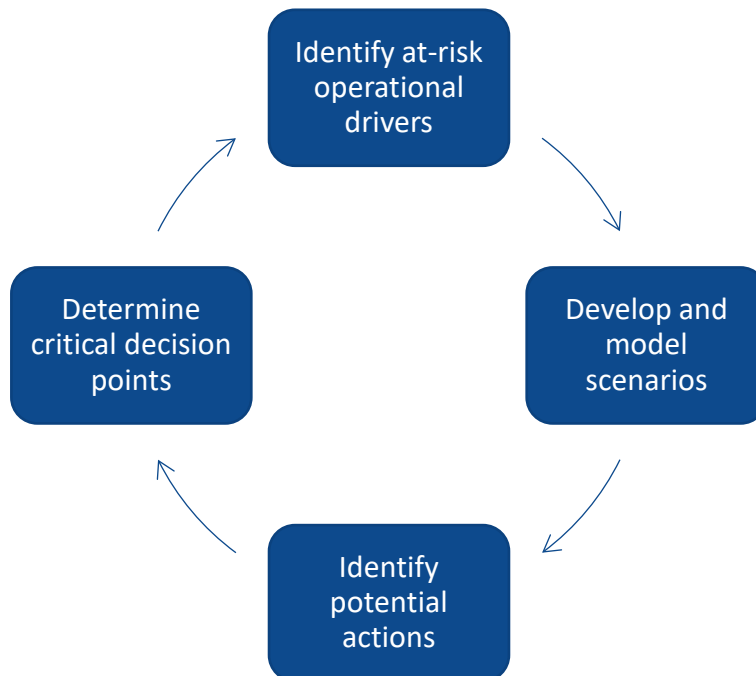 Identify at-risk
operational
drivers
Develop and
model
scenarios
Identify
potential
actions
Determine
critical decision
points